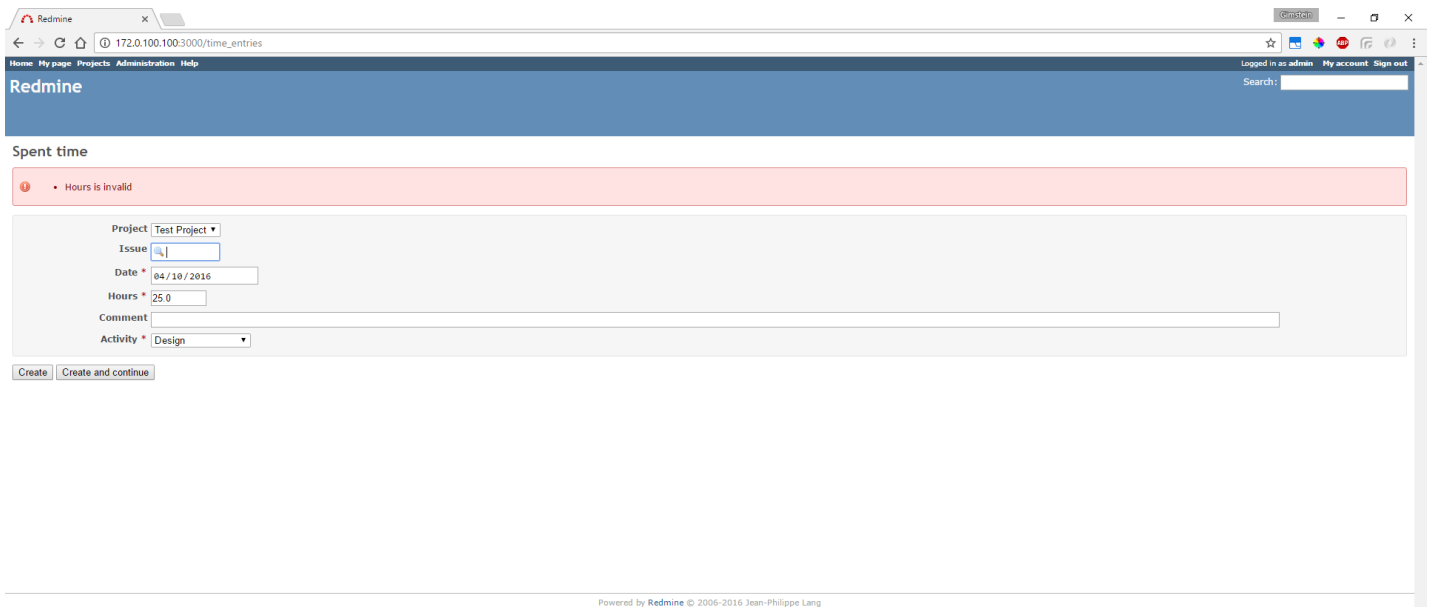 Redmine
Gimstein
172.0.100.100:3000/time_entries
ABP
Home My page Projects Administration Help
Logged in as admin My account Sign out
Redmine
Search:
Spent time
Hours is invalid
Project Test Project
Issue
Date * 04/10/2016
Hours * 25.0
Comment
Activity * Design
Create Create and continue
Powered by Redmine © 2006-2016 Jean-Philippe Lang